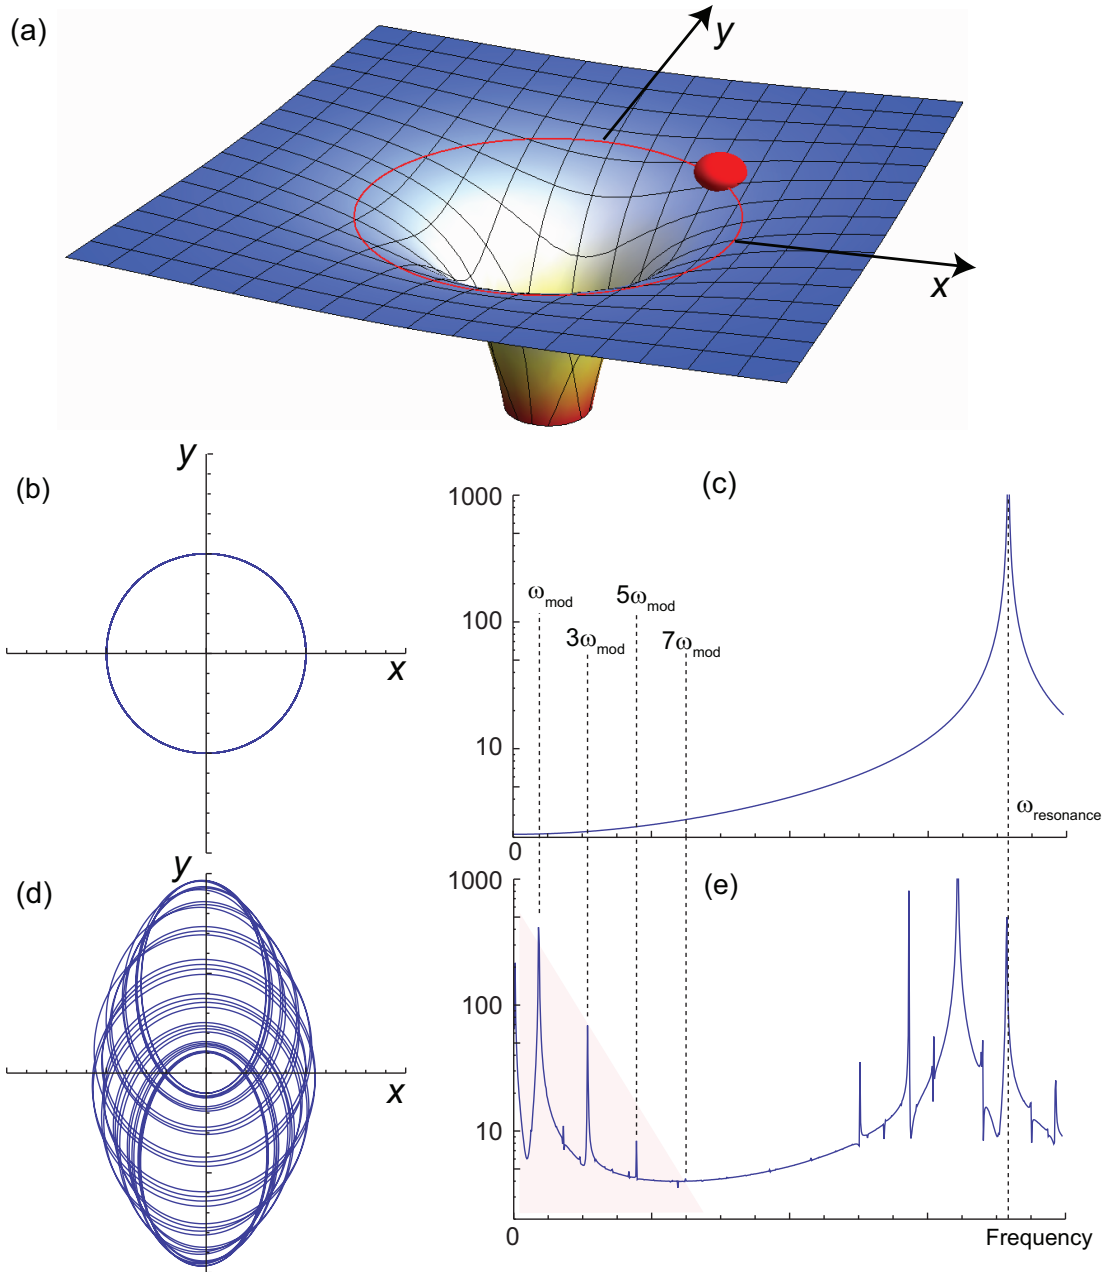 (a)
y
x
(b)
y
x
(c)
1000
100
10
0
ωmod
3ωmod
5ωmod
7ωmod
ωresonance
(d)
y
x
(e)
1000
100
10
0
Frequency